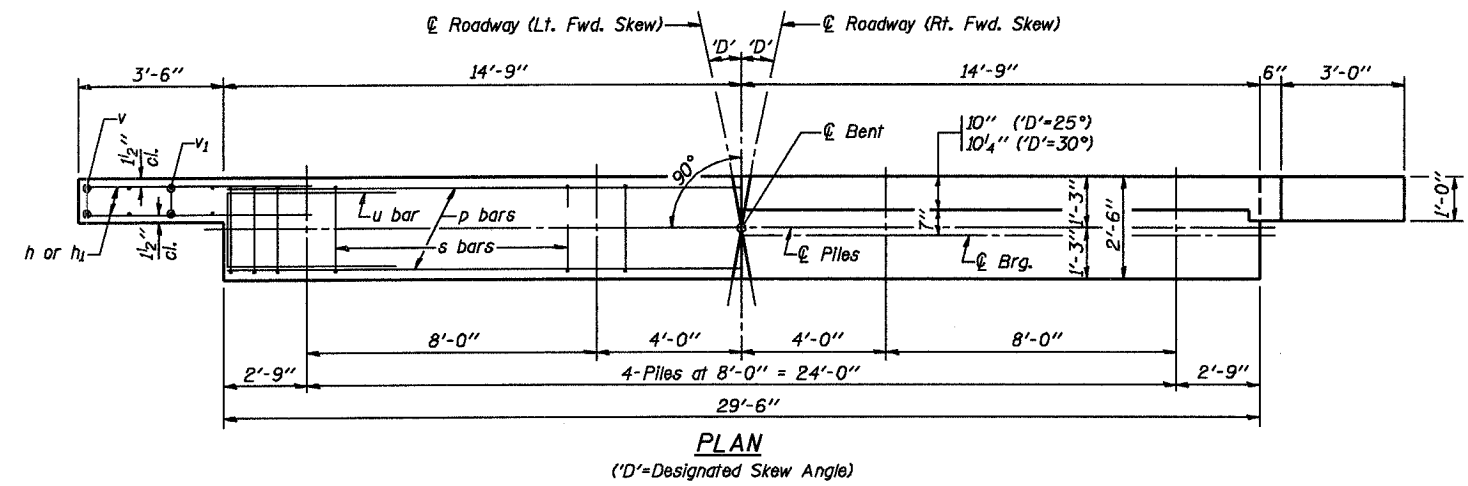 ℄ Roadway (Lt. Fwd. Skew)
℄ Roadway (Rt. Fwd. Skew)
'D' 'D'
3'-6" 14'-9" 14'-9" 6" 3'-0"
v
v1
1½" cl.
℄ Bent
10" ('D'=25°)
10¼" ('D'=30°)
90°
u bar
p bars
s bars
h or h1
1½" cl.
7"
1'-3"
1'-3"
2'-6"
1'-0"
℄ Piles
℄ Brg.
8'-0" 4'-0" 4'-0" 8'-0"
2'-9" 4-Piles at 8'-0" = 24'-0" 2'-9"
29'-6"
PLAN
('D'=Designated Skew Angle)